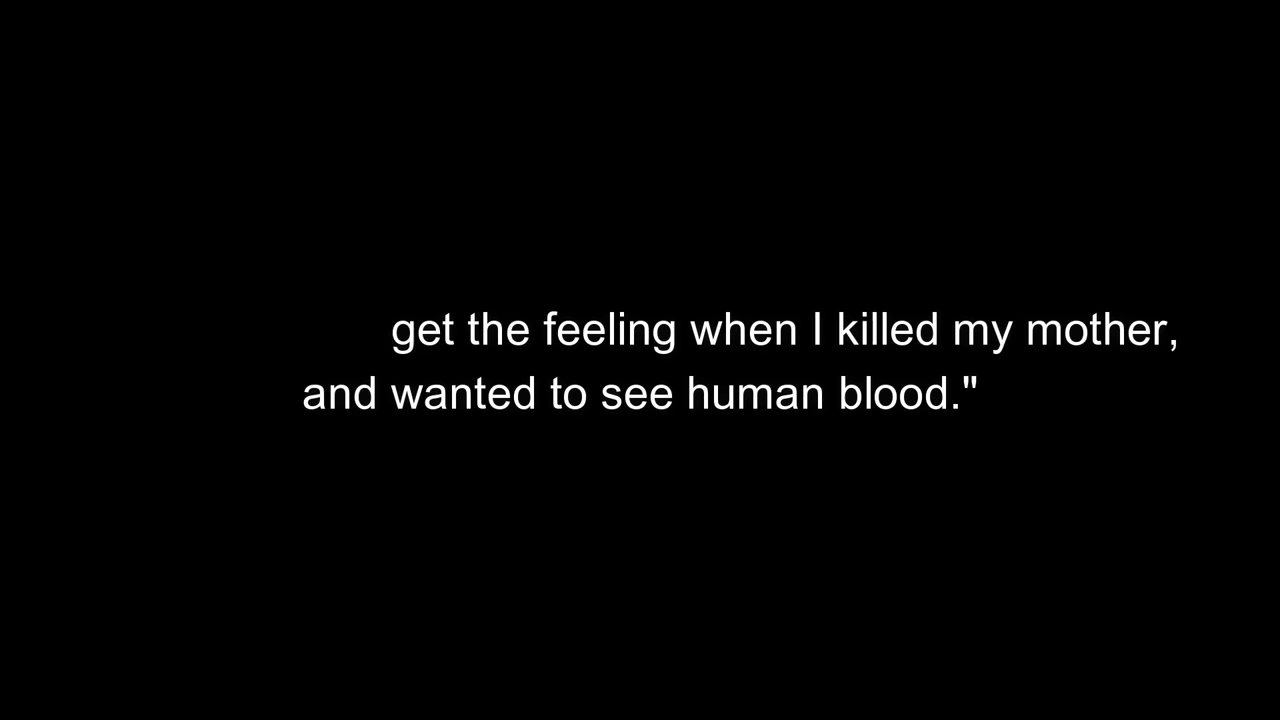 get the feeling when I killed my mother,
and wanted to see human blood."